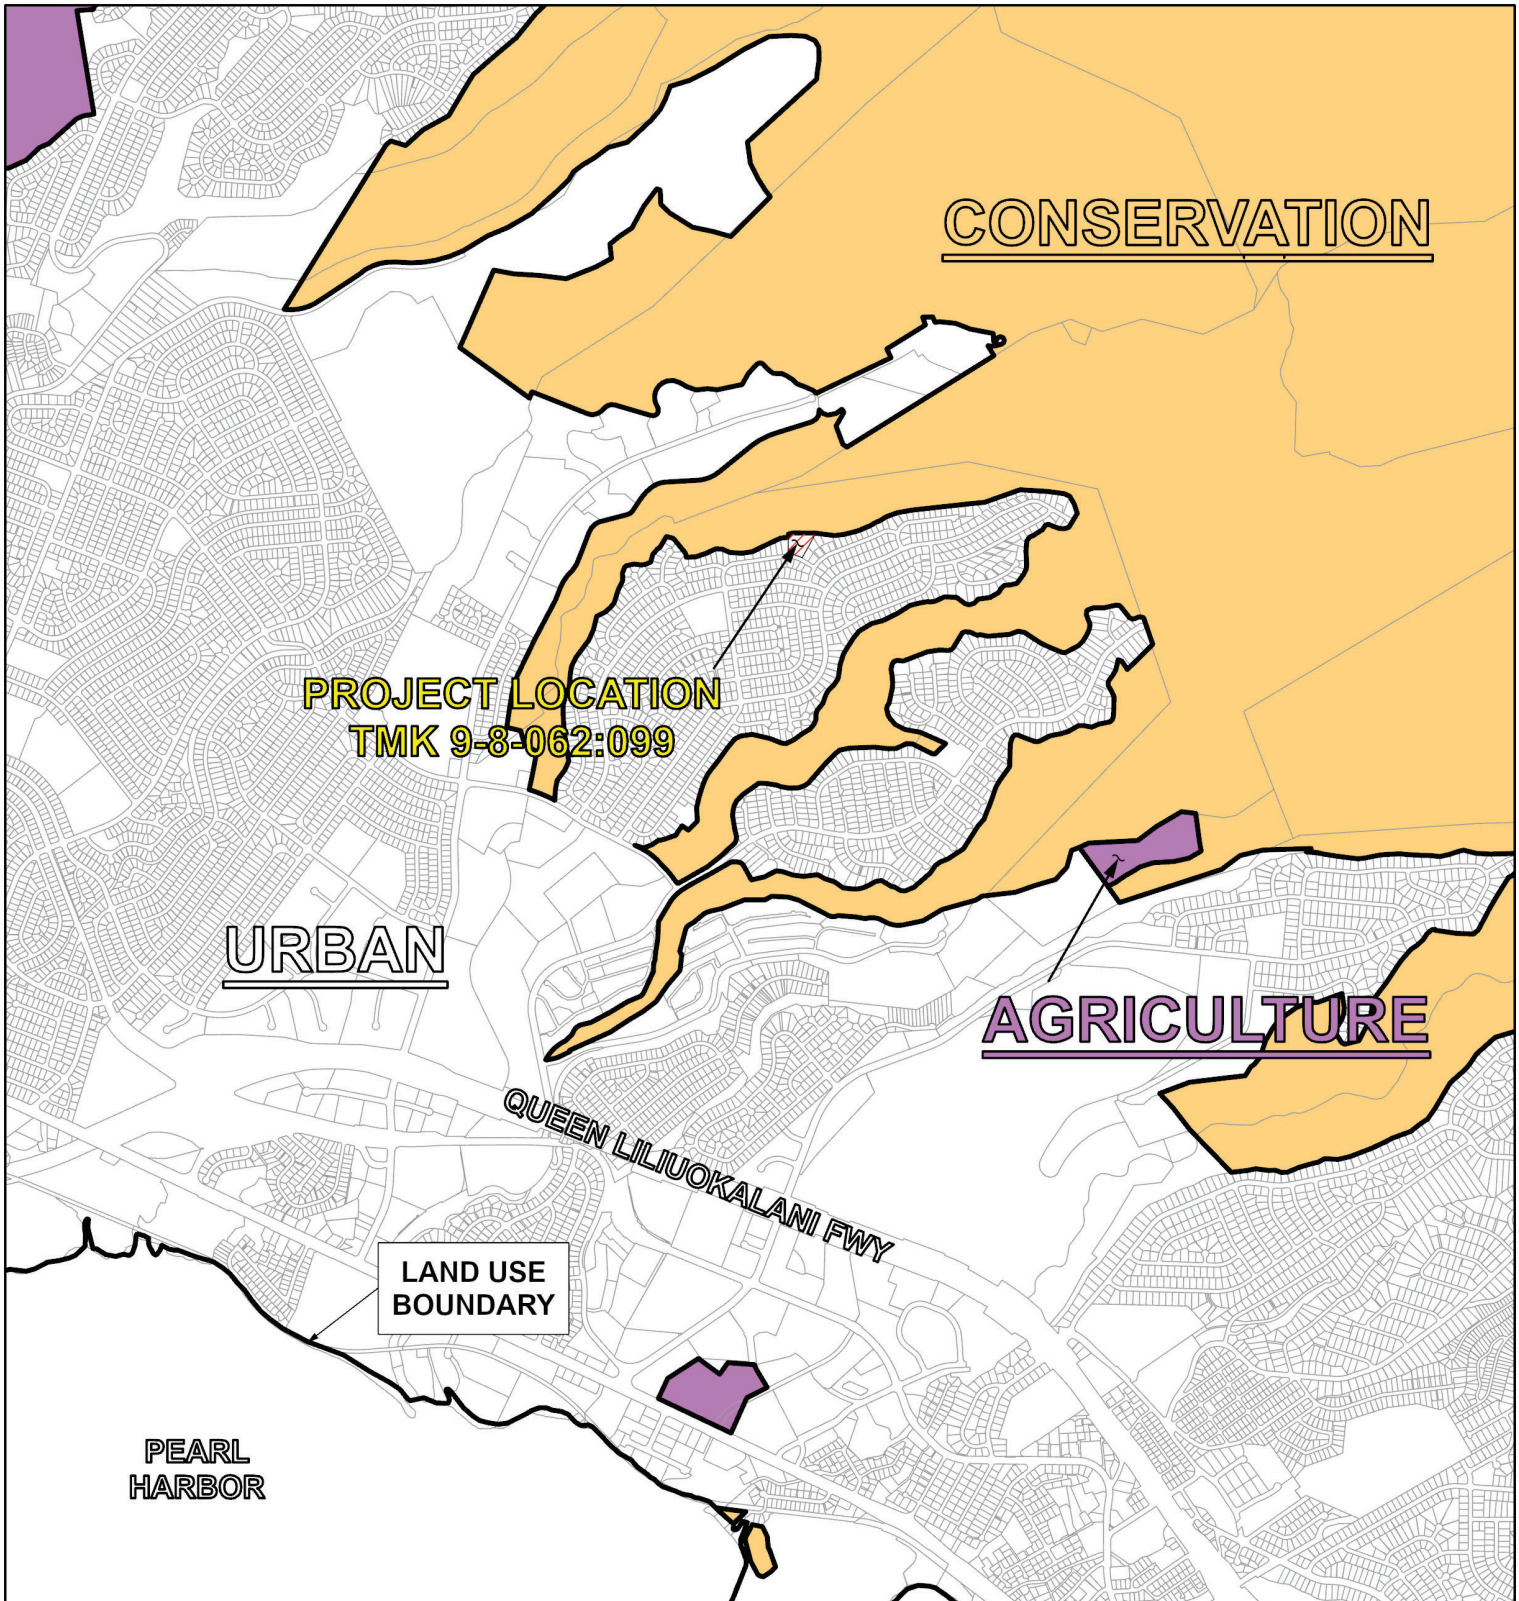 CONSERVATION
PROJECT LOCATION
TMK 9-8-062:099
URBAN
AGRICULTURE
QUEEN LILIUOKALANI FWY
LAND USE
BOUNDARY
PEARL
HARBOR